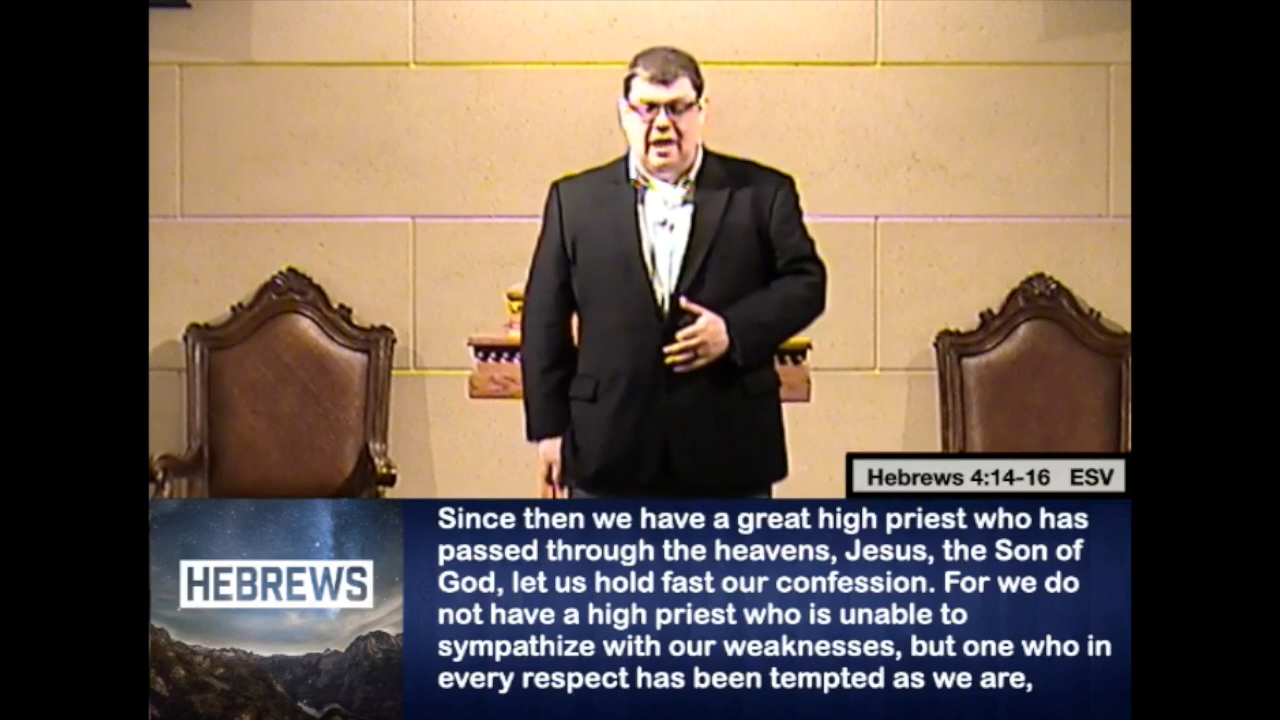 Hebrews 4:14-16 ESV
HEBREWS
Since then we have a great high priest who has
passed through the heavens, Jesus, the Son of
God, let us hold fast our confession. For we do
not have a high priest who is unable to
sympathize with our weaknesses, but one who in
every respect has been tempted as we are,